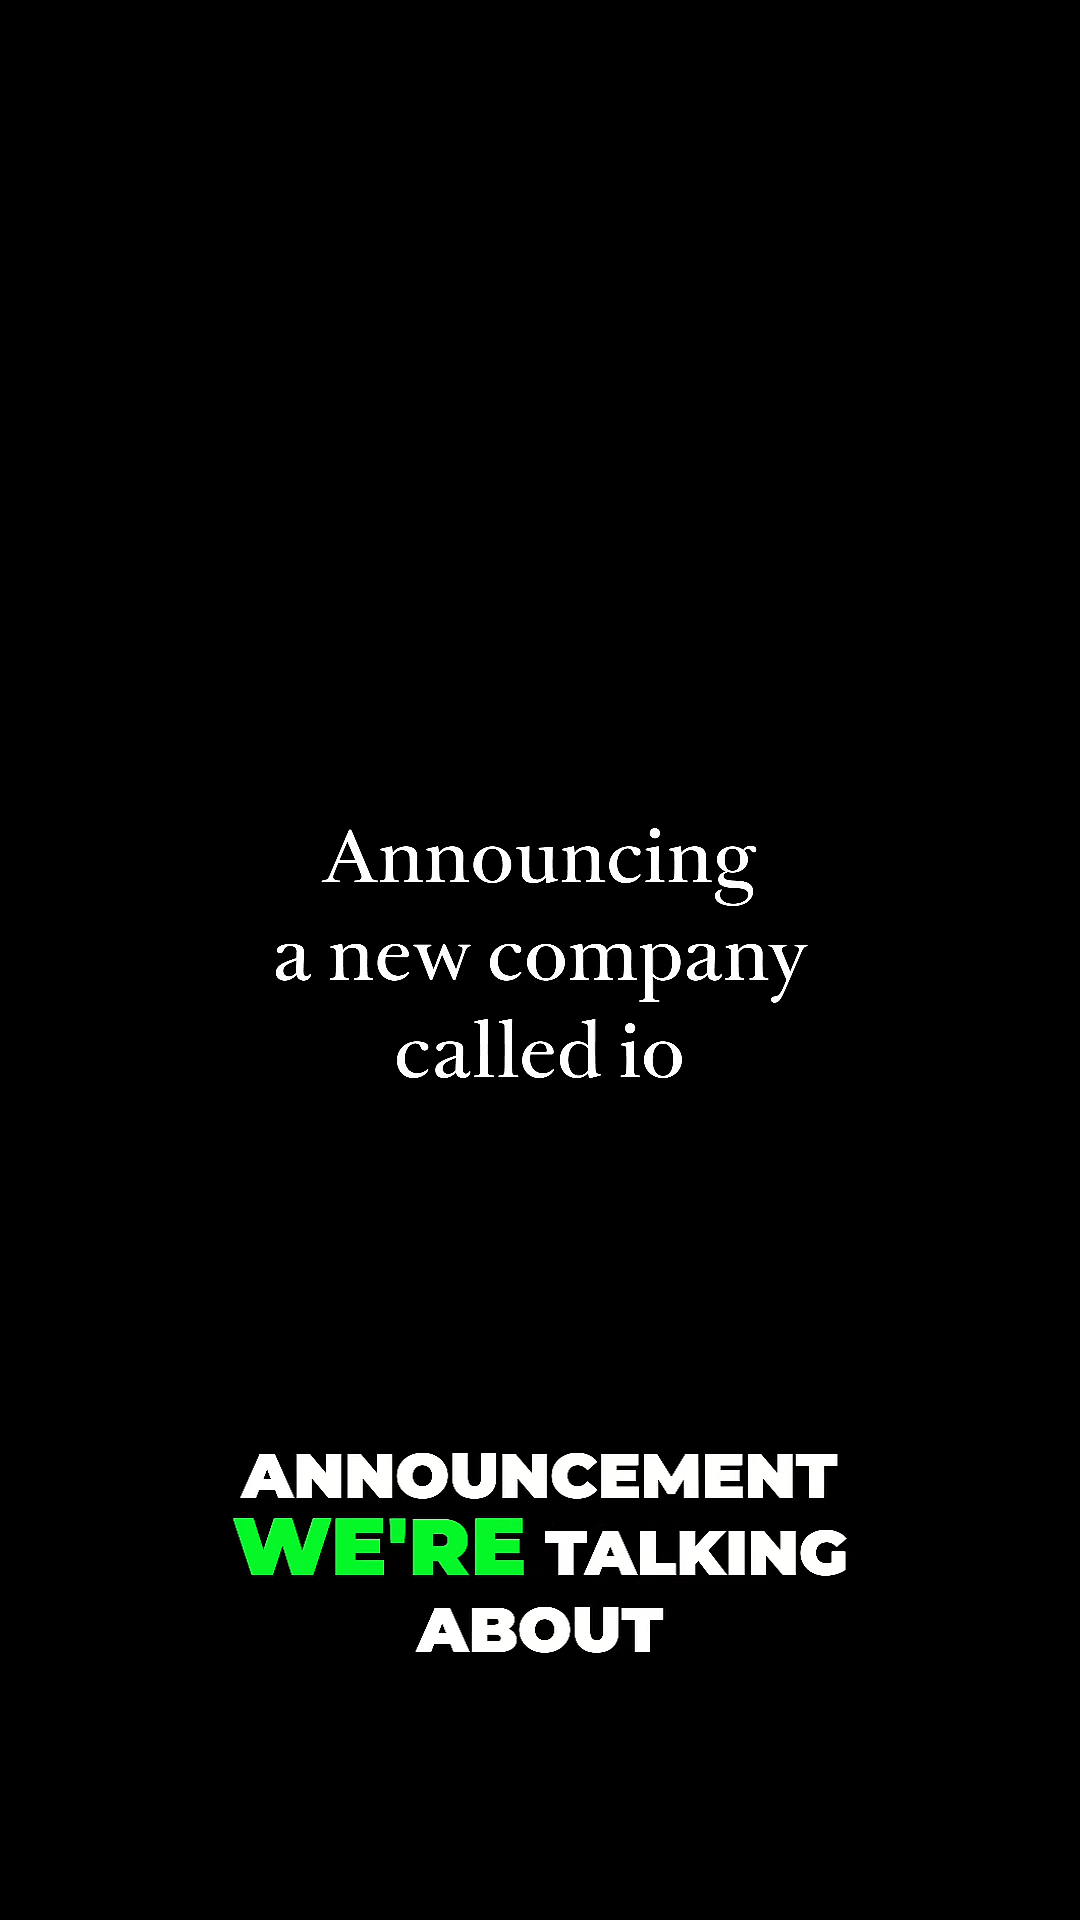 Announcing
a new company
called io
ANNOUNCEMENT
WE'RE TALKING
ABOUT